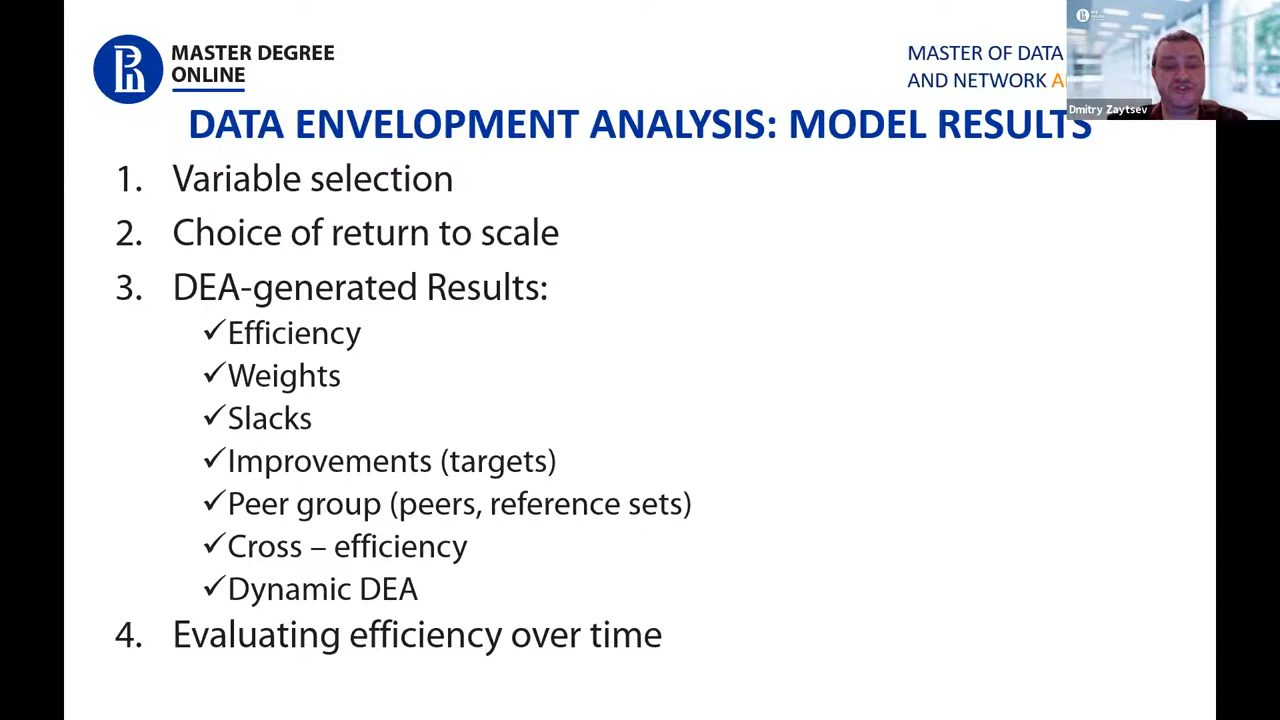 MASTER DEGREE
ONLINE
MASTER OF DATA
AND NETWORK
Dmitry Zaytsev
DATA ENVELOPMENT ANALYSIS: MODEL RESULTS
1. Variable selection
2. Choice of return to scale
3. DEA-generated Results:
✓Efficiency
✓Weights
✓Slacks
✓Improvements (targets)
✓Peer group (peers, reference sets)
✓Cross – efficiency
✓Dynamic DEA
4. Evaluating efficiency over time